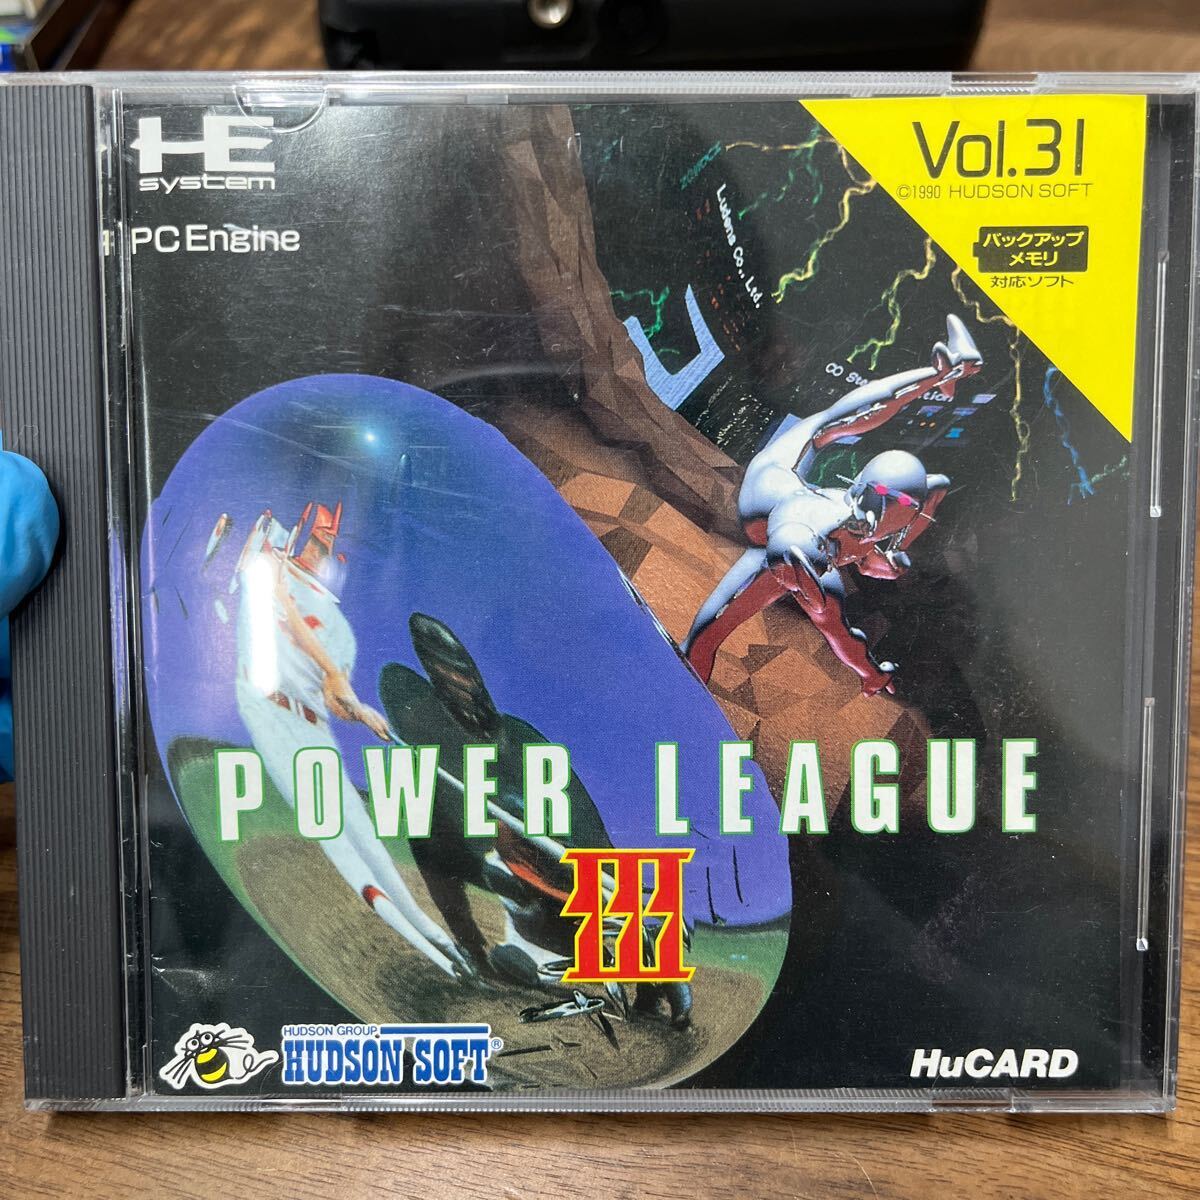 HE
system
PC Engine
Vol.31
©1990 HUDSON SOFT
バックアップ
メモリ
対応ソフト
Ludens Co., Ltd.
POWER LEAGUE
III
HUDSON GROUP
HUDSON SOFT®
HuCARD